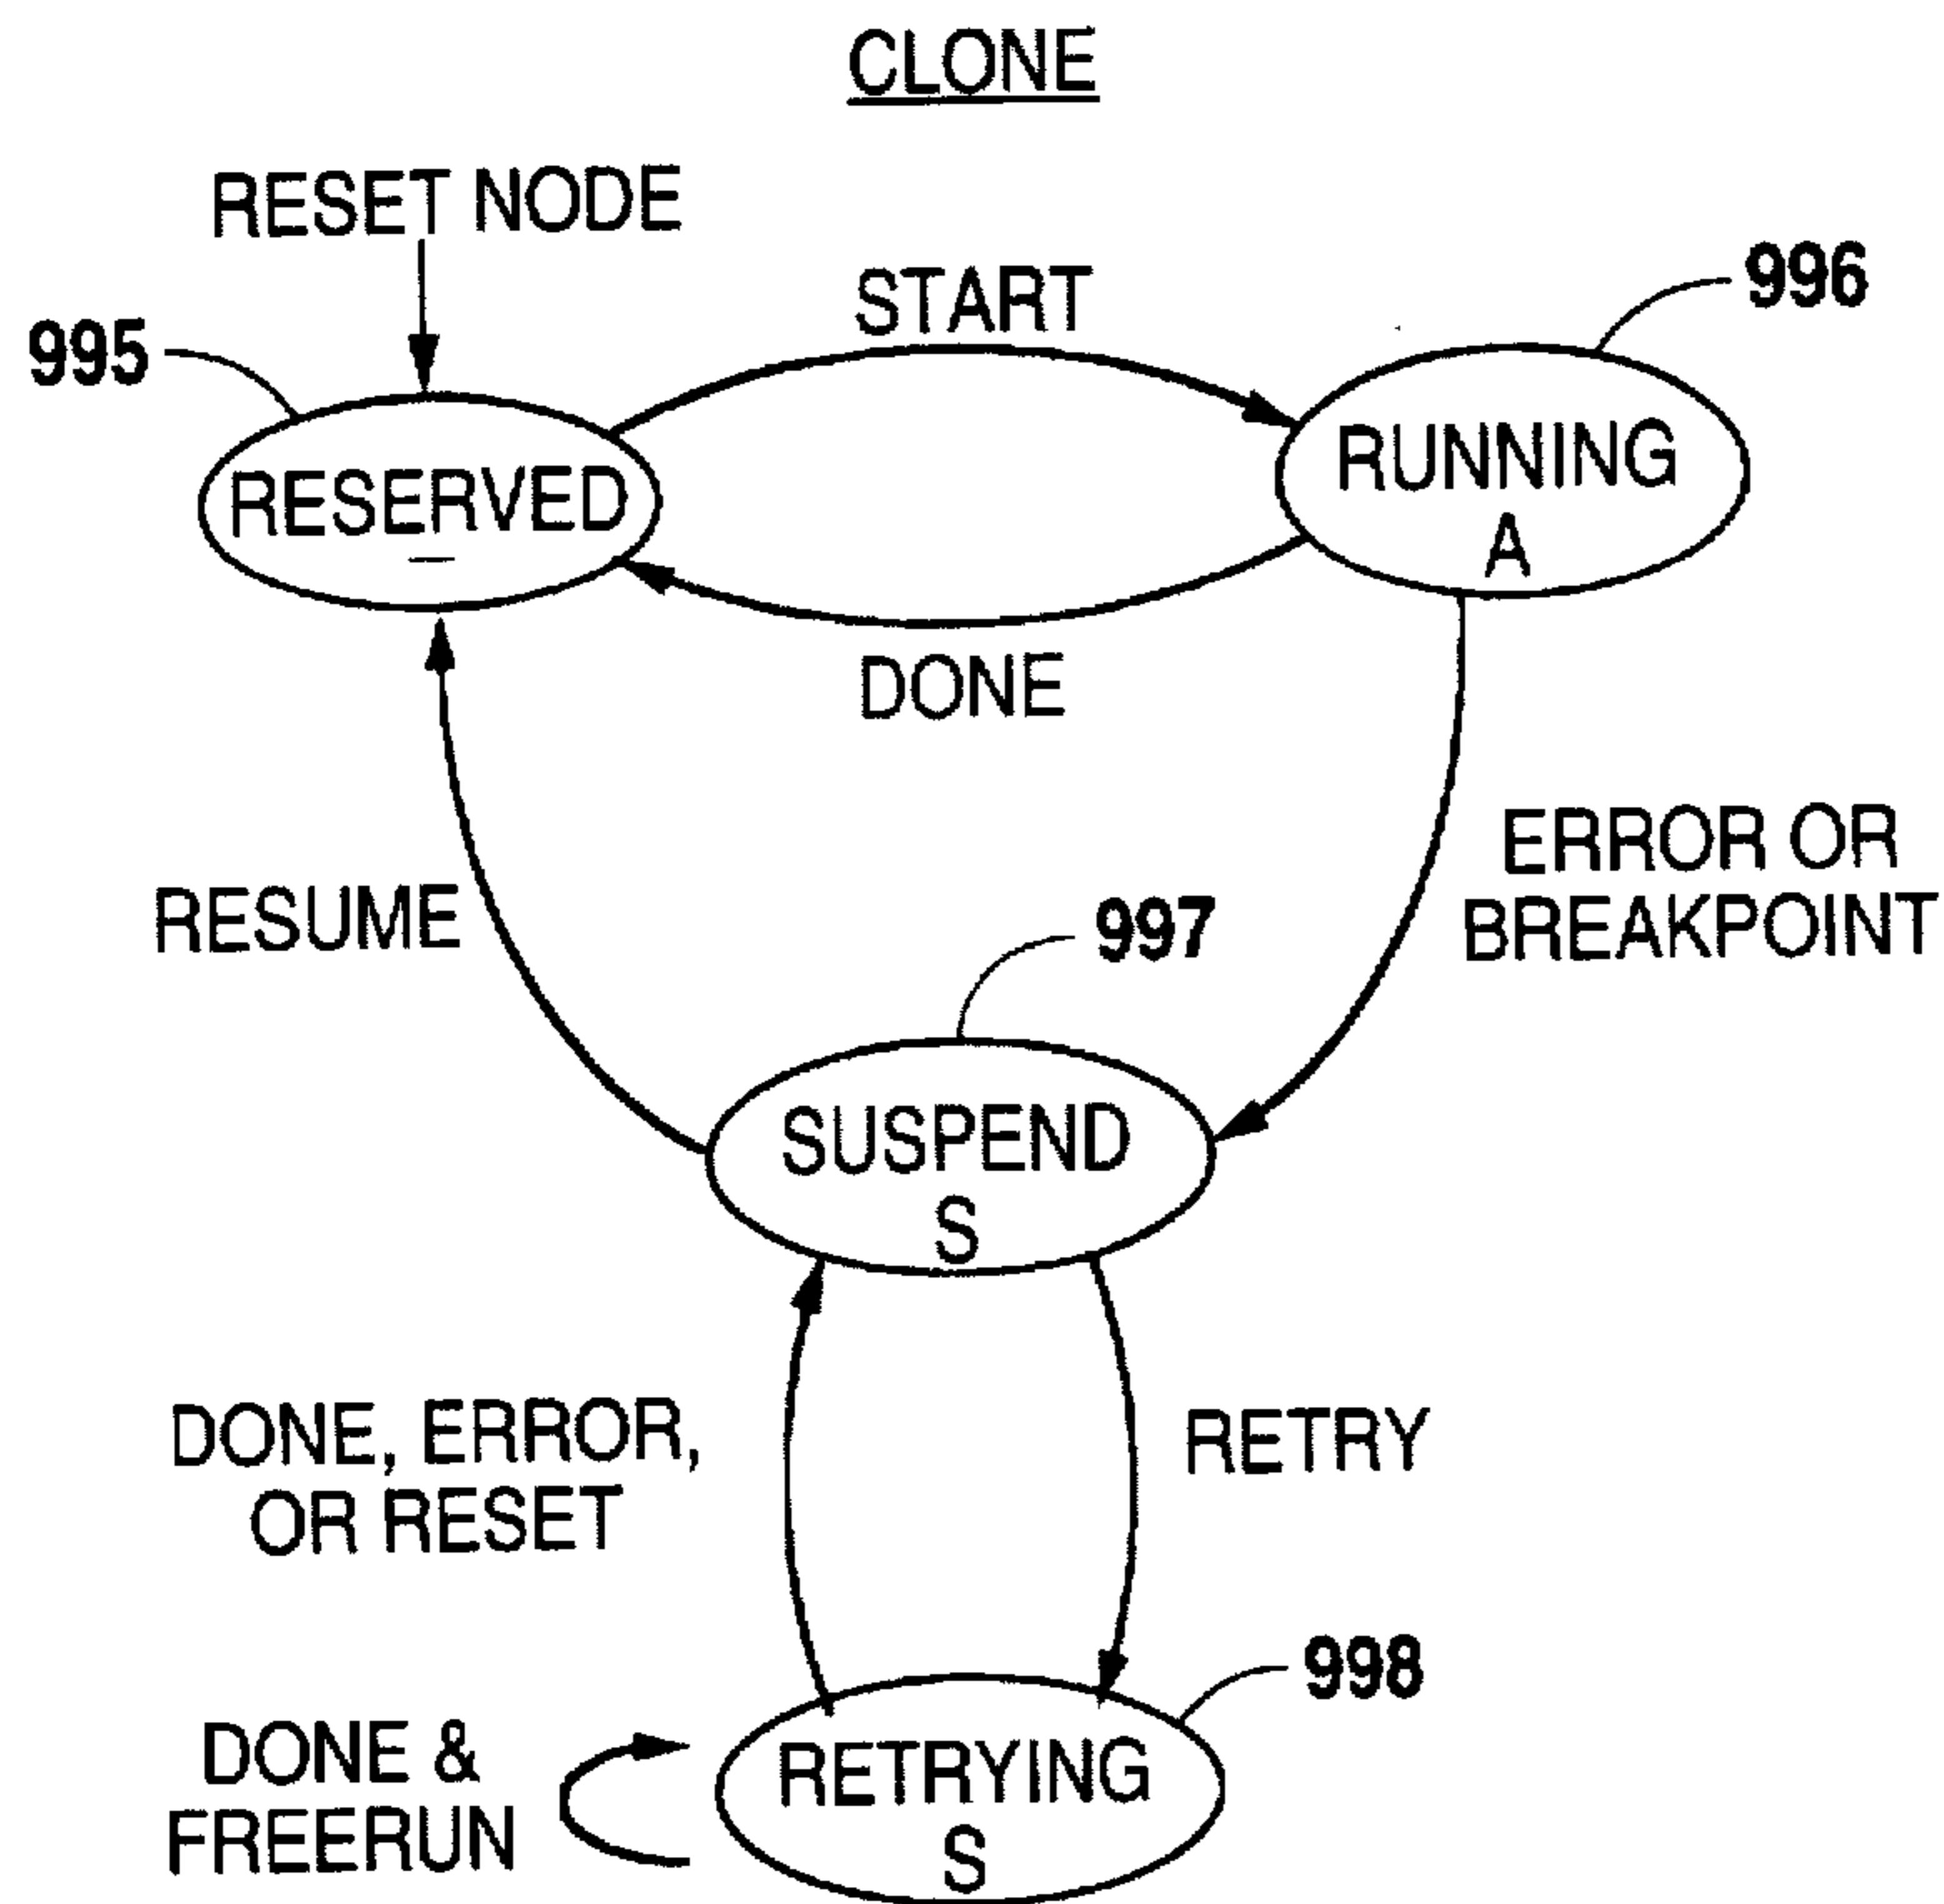 CLONE
RESET NODE
START
996
995
RESERVED
–
RUNNING
A
DONE
ERROR OR
BREAKPOINT
RESUME
997
SUSPEND
S
DONE, ERROR,
OR RESET
RETRY
998
DONE &
FREERUN
RETRYING
S